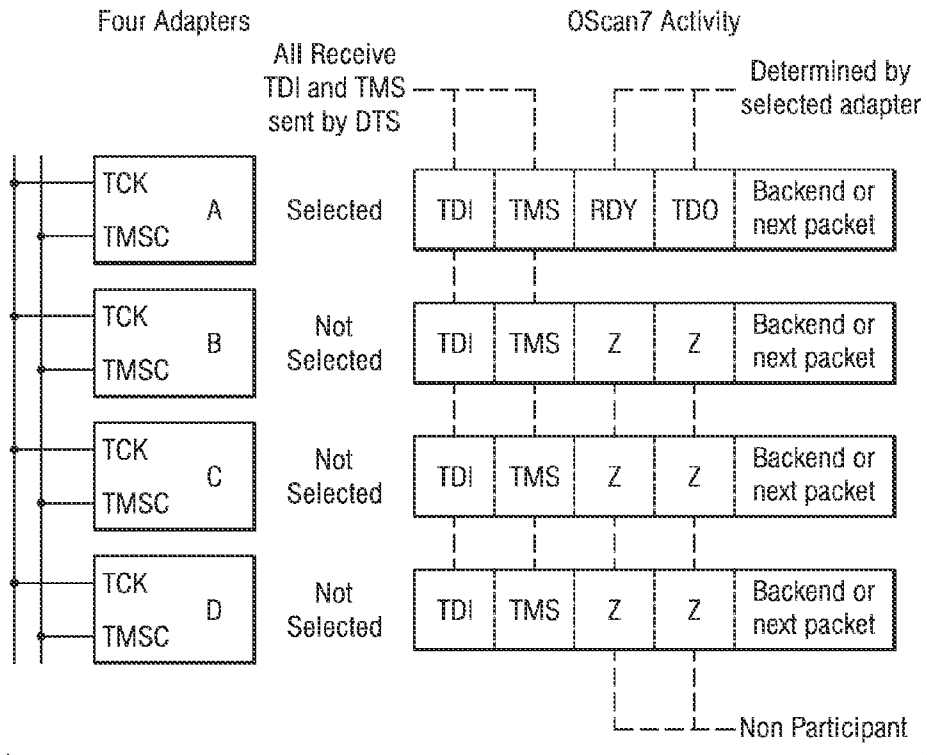 Four Adapters
OScan7 Activity
All Receive
TDI and TMS
sent by DTS
Determined by
selected adapter
TCK
A
TMSC
Selected
TDI
TMS
RDY
TDO
Backend or
next packet
TCK
B
TMSC
Not
Selected
TDI
TMS
Z
Z
Backend or
next packet
TCK
C
TMSC
Not
Selected
TDI
TMS
Z
Z
Backend or
next packet
TCK
D
TMSC
Not
Selected
TDI
TMS
Z
Z
Backend or
next packet
Non Participant